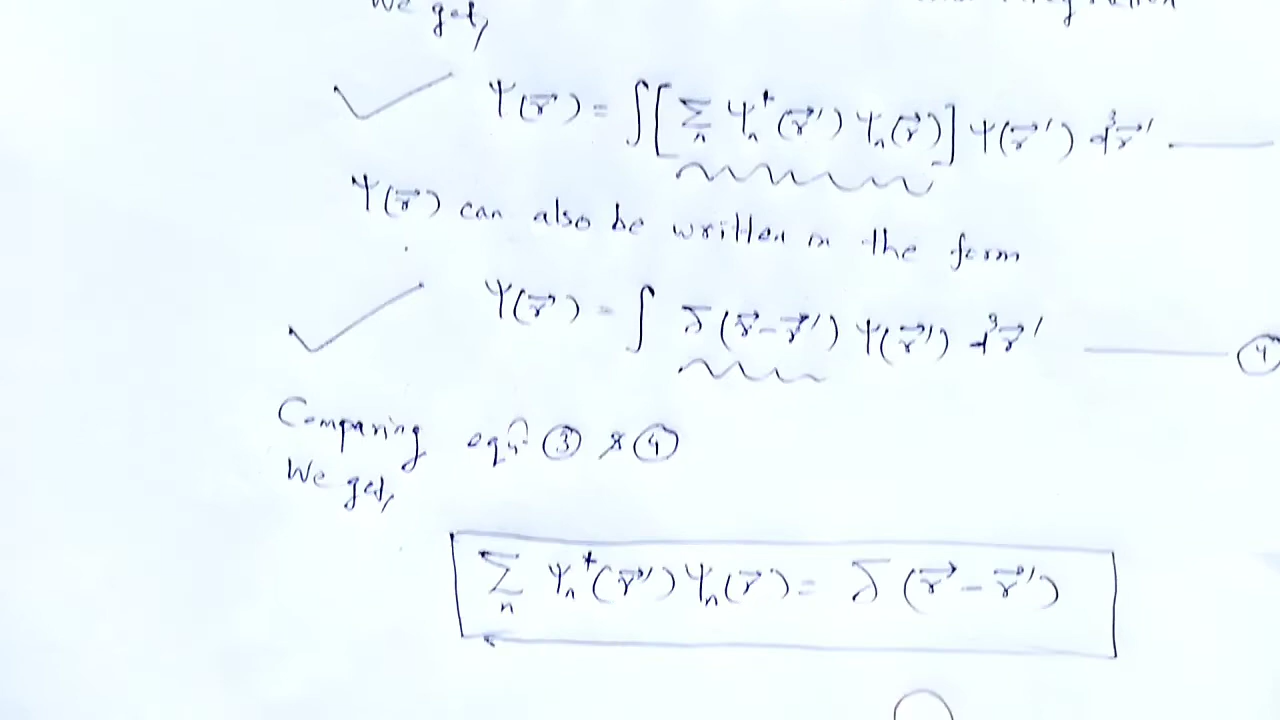 We get,
Ψ(r⃗) = ∫[Σₙ Ψₙ*(r⃗′) Ψₙ(r⃗)] Ψ(r⃗′) d³r⃗′
Ψ(r⃗) can also be written in the form
Ψ(r⃗) = ∫ δ(r⃗-r⃗′) Ψ(r⃗′) d³r⃗′ ④
Comparing eqⁿ ③ & ④
We get,
Σₙ Ψₙ*(r⃗′) Ψₙ(r⃗) = δ(r⃗-r⃗′)